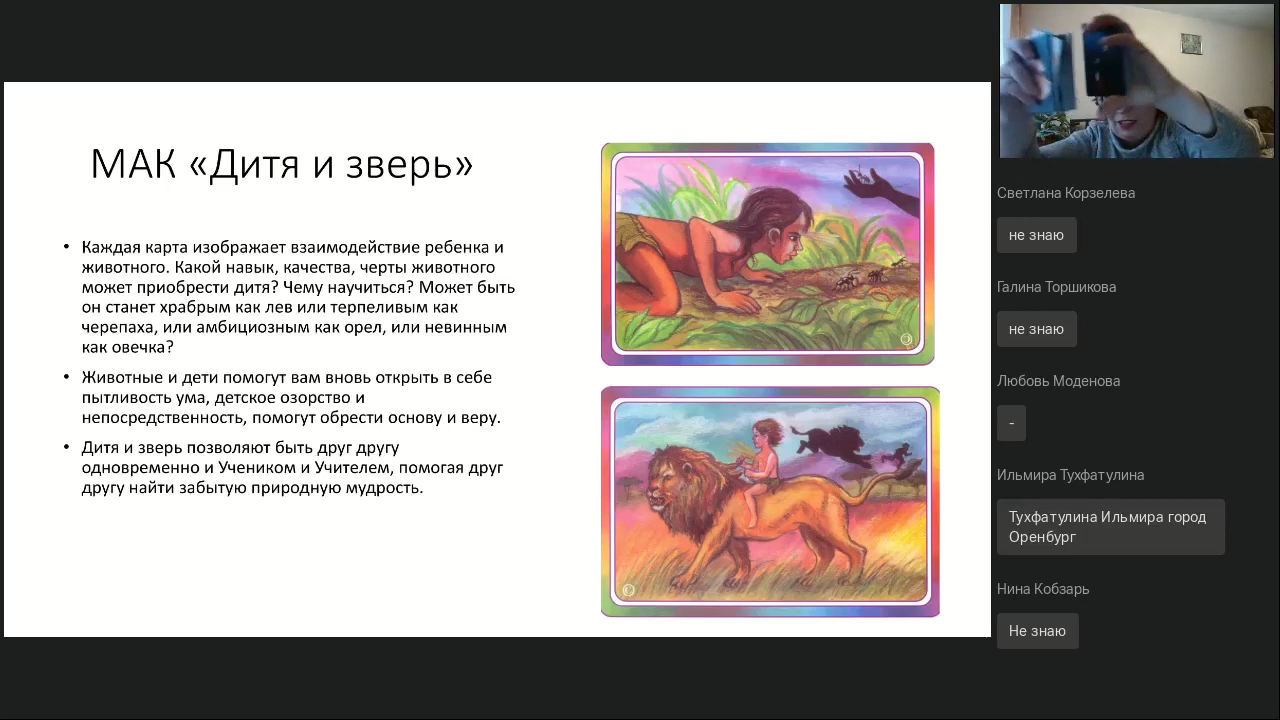 МАК «Дитя и зверь»
• Каждая карта изображает взаимодействие ребенка и
животного. Какой навык, качества, черты животного
может приобрести дитя? Чему научиться? Может быть
он станет храбрым как лев или терпеливым как
черепаха, или амбициозным как орел, или невинным
как овечка?
• Животные и дети помогут вам вновь открыть в себе
пытливость ума, детское озорство и
непосредственность, помогут обрести основу и веру.
• Дитя и зверь позволяют быть друг другу
одновременно и Учеником и Учителем, помогая друг
другу найти забытую природную мудрость.
Светлана Корзелева
не знаю
Галина Торшикова
не знаю
Любовь Моденова
-
Ильмира Тухфатулина
Тухфатулина Ильмира город
Оренбург
Нина Кобзарь
Не знаю